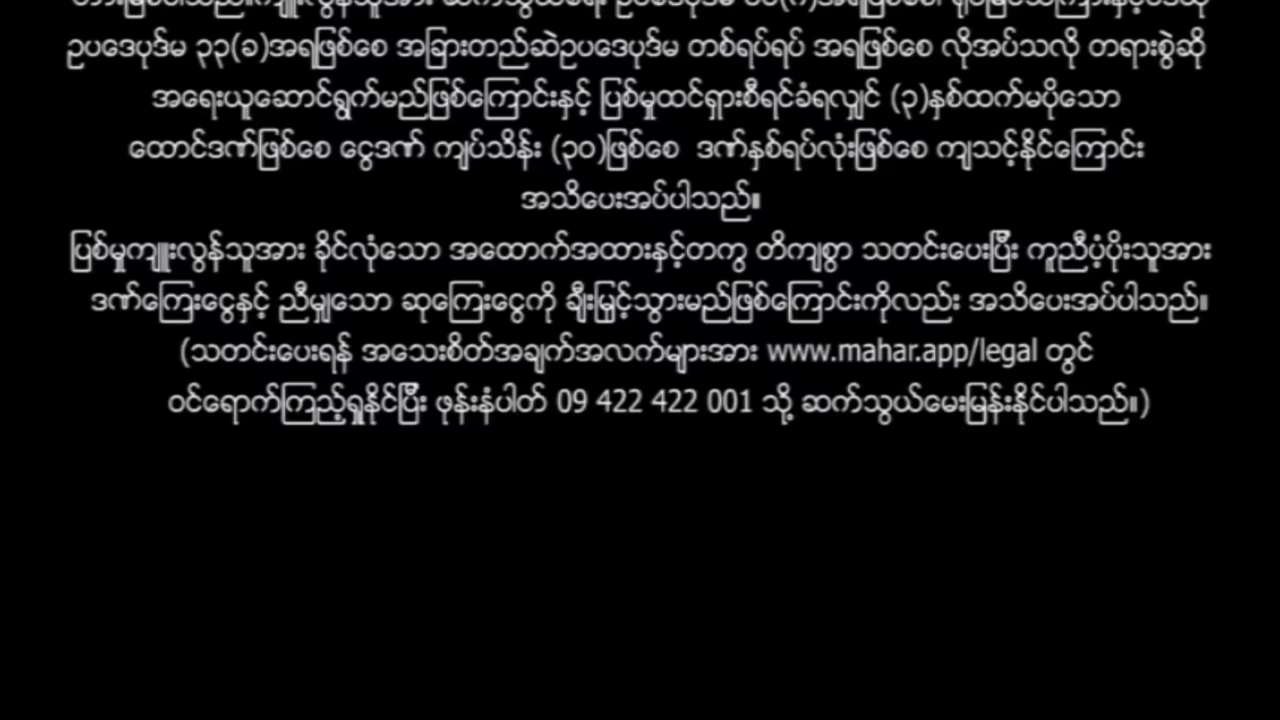 ဥပဒေပုဒ်မ ၃၃(ခ)အရဖြစ်စေ အခြားတည်ဆဲဥပဒေပုဒ်မ တစ်ရပ်ရပ် အရဖြစ်စေ လိုအပ်သလို တရားစွဲဆို
အရေးယူဆောင်ရွက်မည်ဖြစ်ကြောင်းနှင့် ပြစ်မှုထင်ရှားစီရင်ခံရလျှင် (၃)နှစ်ထက်မပိုသော
ထောင်ဒဏ်ဖြစ်စေ ငွေဒဏ် ကျပ်သိန်း (၃၀)ဖြစ်စေ ဒဏ်နှစ်ရပ်လုံးဖြစ်စေ ကျသင့်နိုင်ကြောင်း
အသိပေးအပ်ပါသည်။
ပြစ်မှုကျူးလွန်သူအား ခိုင်လုံသော အထောက်အထားနှင့်တကွ တိကျစွာ သတင်းပေးပြီး ကူညီပံ့ပိုးသူအား
ဒဏ်ကြေးငွေနှင့် ညီမျှသော ဆုကြေးငွေကို ချီးမြှင့်သွားမည်ဖြစ်ကြောင်းကိုလည်း အသိပေးအပ်ပါသည်။
(သတင်းပေးရန် အသေးစိတ်အချက်အလက်များအား www.mahar.app/legal တွင်
ဝင်ရောက်ကြည့်ရှုနိုင်ပြီး ဖုန်းနံပါတ် 09 422 422 001 သို့ ဆက်သွယ်မေးမြန်းနိုင်ပါသည်။)